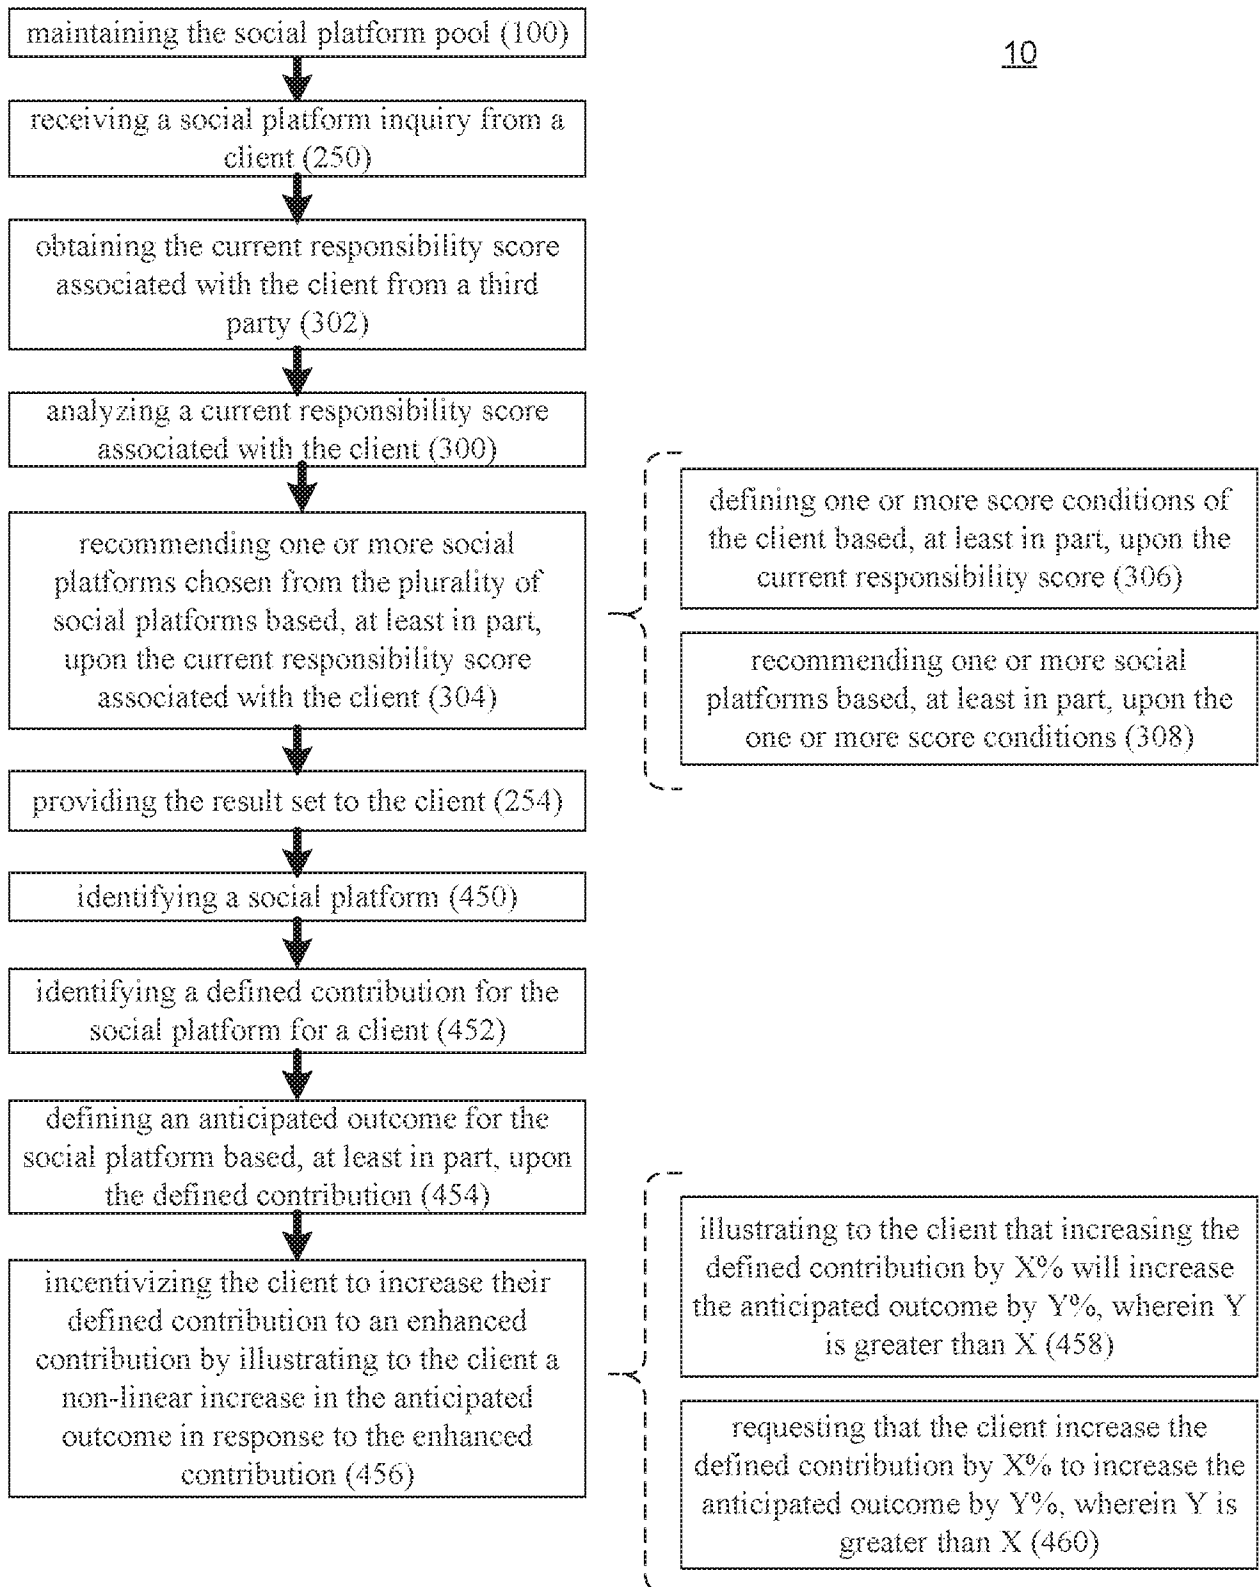 maintaining the social platform pool (100)
10
receiving a social platform inquiry from a
client (250)
obtaining the current responsibility score
associated with the client from a third
party (302)
analyzing a current responsibility score
associated with the client (300)
recommending one or more social
platforms chosen from the plurality of
social platforms based, at least in part,
upon the current responsibility score
associated with the client (304)
defining one or more score conditions of
the client based, at least in part, upon the
current responsibility score (306)
recommending one or more social
platforms based, at least in part, upon the
one or more score conditions (308)
providing the result set to the client (254)
identifying a social platform (450)
identifying a defined contribution for the
social platform for a client (452)
defining an anticipated outcome for the
social platform based, at least in part, upon
the defined contribution (454)
incentivizing the client to increase their
defined contribution to an enhanced
contribution by illustrating to the client a
non-linear increase in the anticipated
outcome in response to the enhanced
contribution (456)
illustrating to the client that increasing the
defined contribution by X% will increase
the anticipated outcome by Y%, wherein Y
is greater than X (458)
requesting that the client increase the
defined contribution by X% to increase the
anticipated outcome by Y%, wherein Y is
greater than X (460)